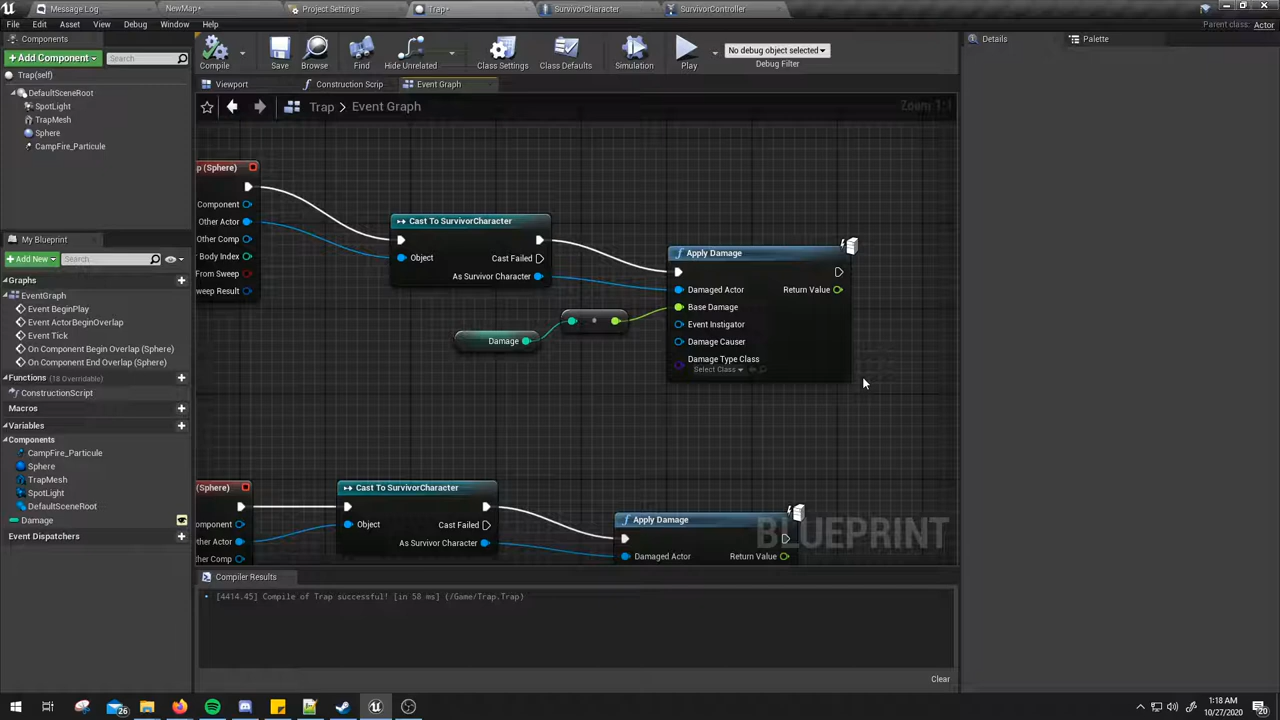 Message Log
NewMap*
Project Settings
Trap*
SurvivorCharacter
SurvivorController
File Edit Asset View Debug Window Help
Parent class: Actor
Components
Details
Palette
+ Add Component
Search
Trap(self)
DefaultSceneRoot
SpotLight
TrapMesh
Sphere
CampFire_Particule
Compile
Save
Browse
Find
Hide Unrelated
Class Settings
Class Defaults
Simulation
Play
No debug object selected
Debug Filter
Viewport
Construction Scrip
Event Graph
Trap > Event Graph
Zoom 1:1
My Blueprint
+ Add New
Search
Graphs
EventGraph
Event BeginPlay
Event ActorBeginOverlap
Event Tick
On Component Begin Overlap (Sphere)
On Component End Overlap (Sphere)
Functions (18 Overridable)
ConstructionScript
Macros
Variables
Components
CampFire_Particule
Sphere
TrapMesh
SpotLight
DefaultSceneRoot
Damage
Event Dispatchers
p (Sphere)
Component
Other Actor
Other Comp
Body Index
From Sweep
weep Result
Cast To SurvivorCharacter
Object
Cast Failed
As Survivor Character
Damage
Apply Damage
Damaged Actor
Return Value
Base Damage
Event Instigator
Damage Causer
Damage Type Class
Select Class
(Sphere)
mponent
ther Actor
ther Comp
Cast To SurvivorCharacter
Object
Cast Failed
As Survivor Character
Apply Damage
Damaged Actor
Return Value
BLUEPRINT
Compiler Results
[4414.45] Compile of Trap successful! [in 58 ms] (/Game/Trap.Trap)
Clear
26
1:18 AM
10/27/2020
20